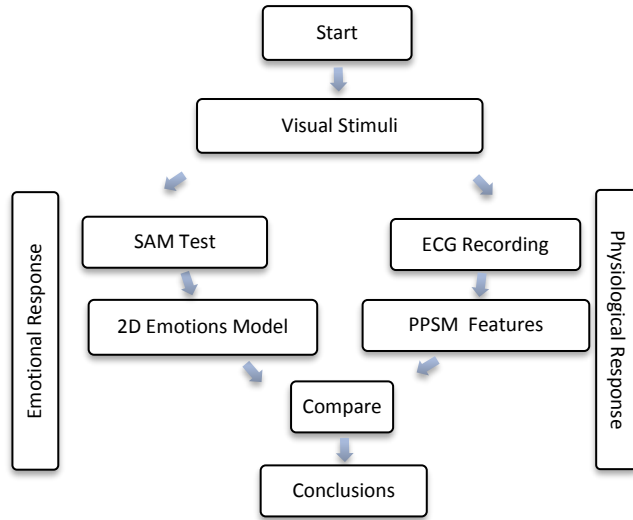 Start
Visual Stimuli
Emotional Response
SAM Test
ECG Recording
Physiological Response
2D Emotions Model
PPSM Features
Compare
Conclusions